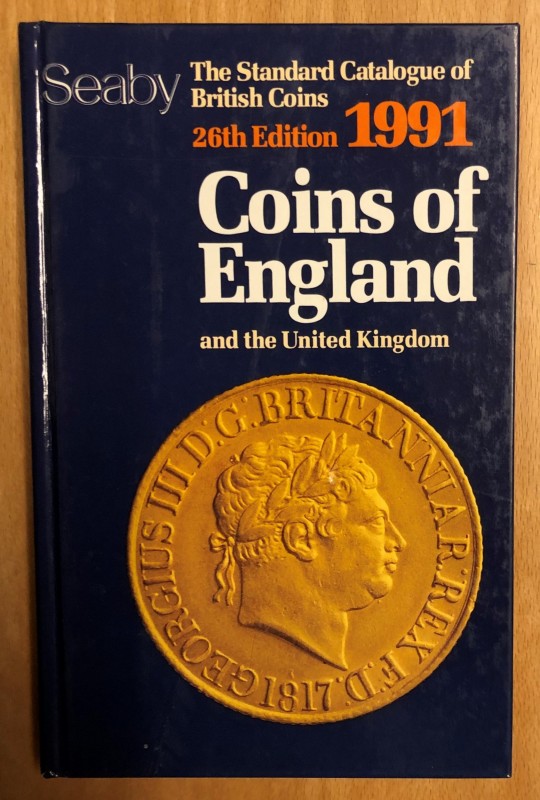 Seaby
The Standard Catalogue of
British Coins
26th Edition 1991
Coins of
England
and the United Kingdom
GEORGIUS III D.G. BRITANNIAR. REX F.D. 1817